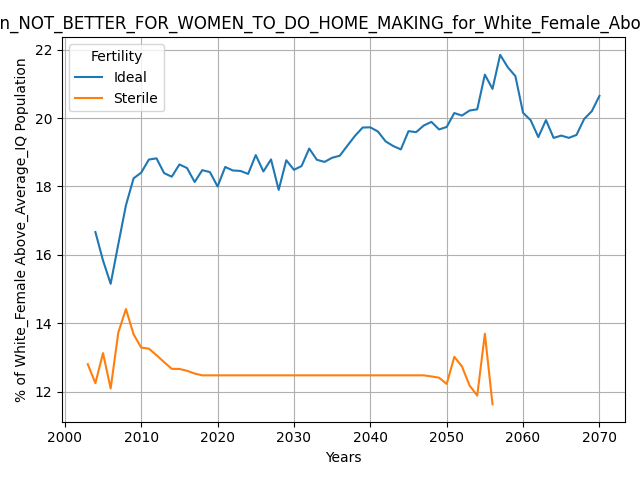 n_NOT_BETTER_FOR_WOMEN_TO_DO_HOME_MAKING_for_White_Female_Abo
Fertility
Ideal
Sterile
% of White_Female Above_Average_IQ Population
22
20
18
16
14
12
2000 2010 2020 2030 2040 2050 2060 2070
Years